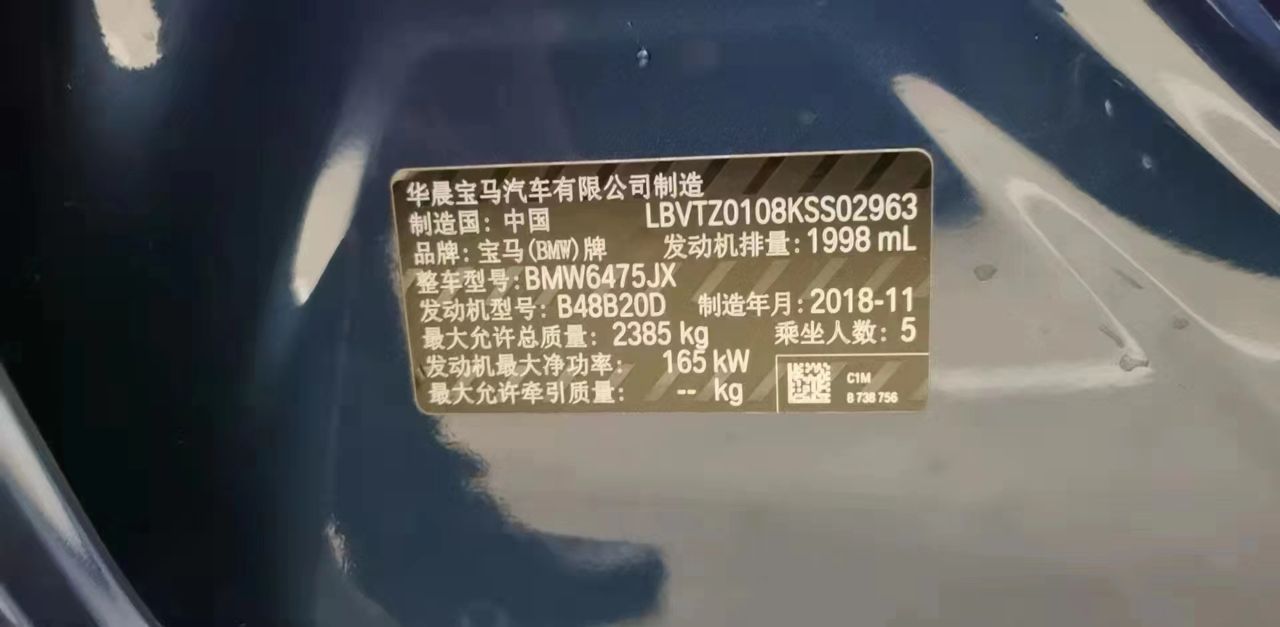 华晨宝马汽车有限公司制造
制造国：中国 LBVTZ0108KSS02963
品牌：宝马(BMW)牌 发动机排量：1998 mL
整车型号：BMW6475JX
发动机型号：B48B20D 制造年月：2018-11
最大允许总质量：2385 kg 乘坐人数：5
发动机最大净功率：165 kW
最大允许牵引质量：-- kg
C1M
8 738 756